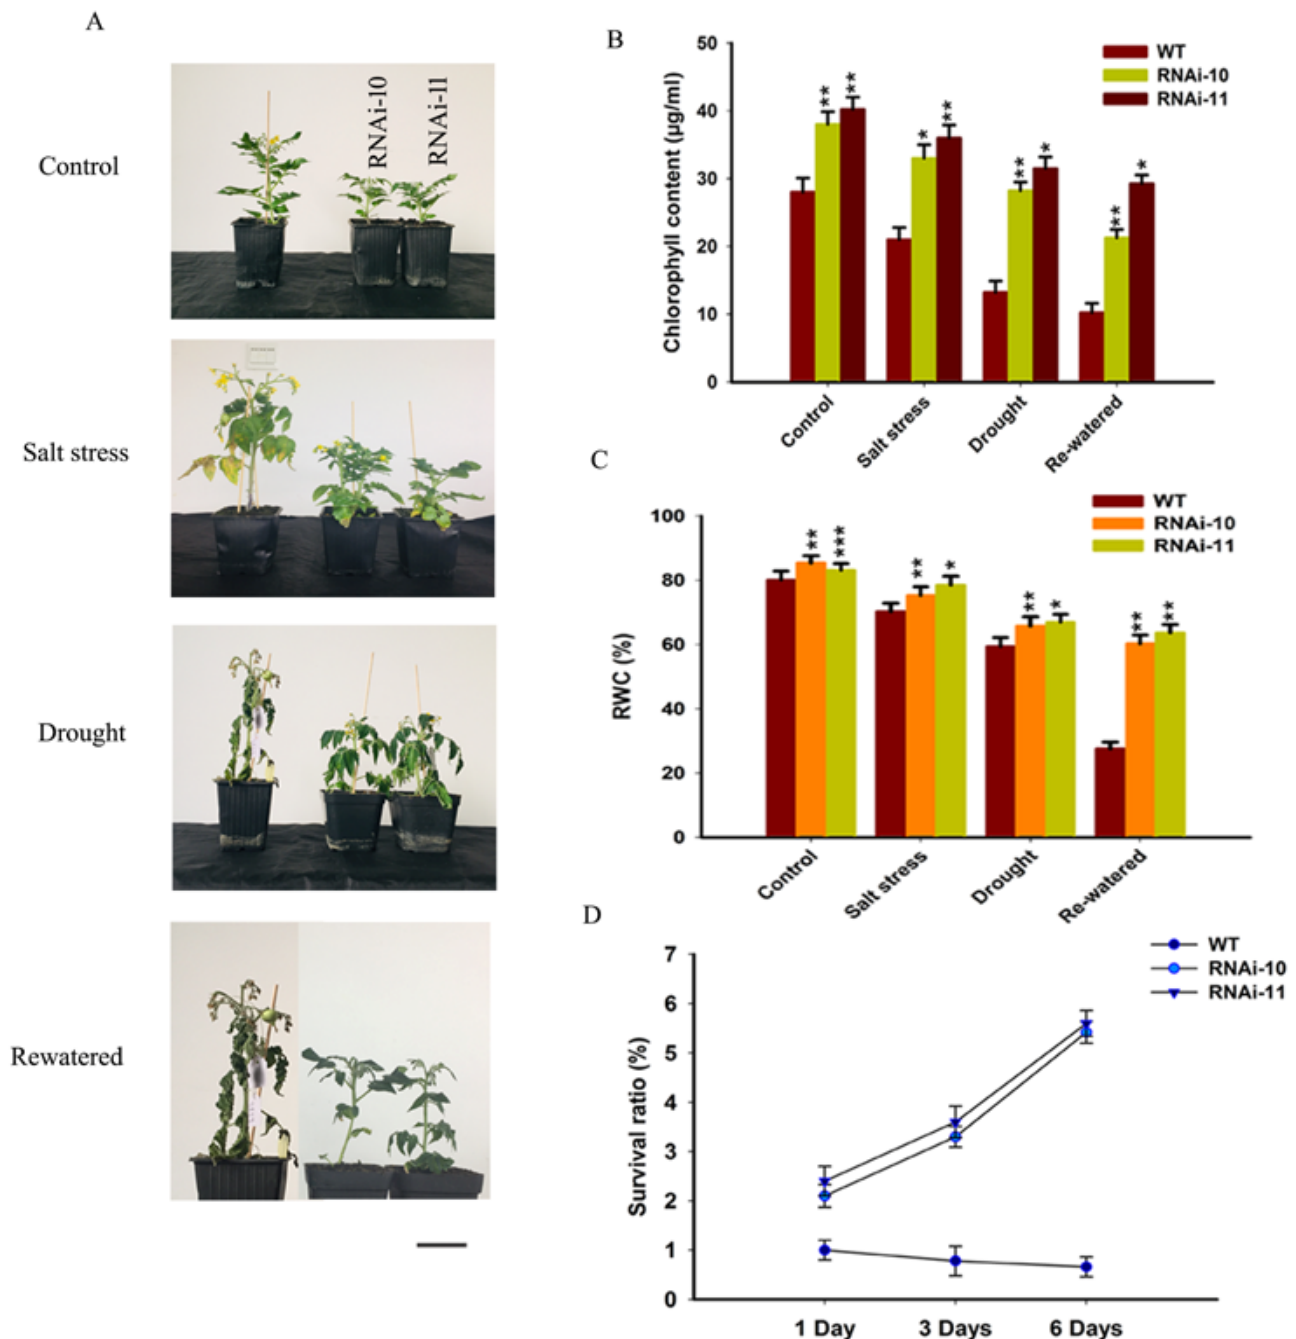 A
Control
RNAi-10
RNAi-11
Salt stress
Drought
Rewatered
B
50
40
30
20
10
0
Chlorophyll content (µg/ml)
WT
RNAi-10
RNAi-11
**
**
*
**
**
*
**
*
Control
Salt stress
Drought
Re-watered
C
100
80
60
40
20
0
RWC (%)
WT
RNAi-10
RNAi-11
**
***
**
*
**
*
**
**
Control
Salt stress
Drought
Re-watered
D
7
6
5
4
3
2
1
0
Survival ratio (%)
WT
RNAi-10
RNAi-11
1 Day
3 Days
6 Days